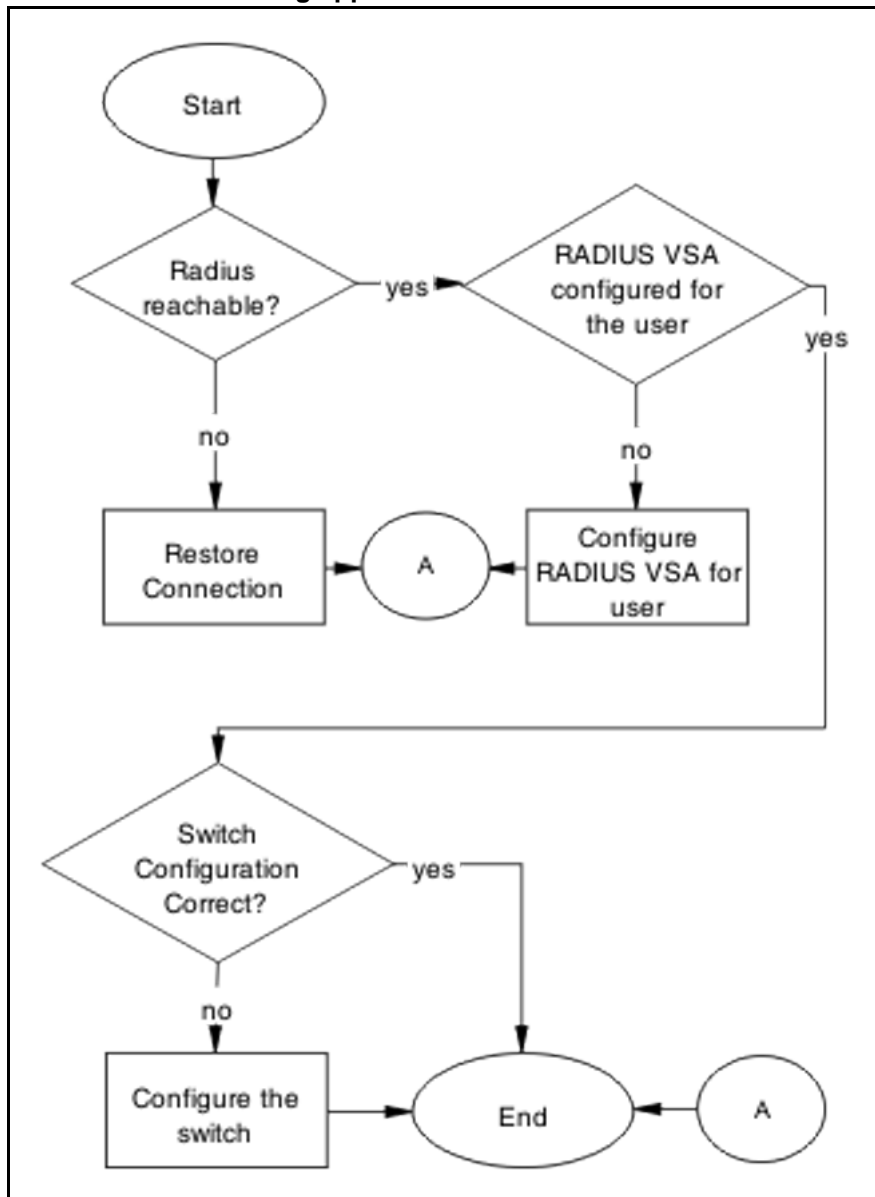 Start
Radius
reachable?
yes
RADIUS VSA
configured for
the user
yes
no
no
Restore
Connection
A
Configure
RADIUS VSA for
user
Switch
Configuration
Correct?
yes
no
Configure the
switch
End
A